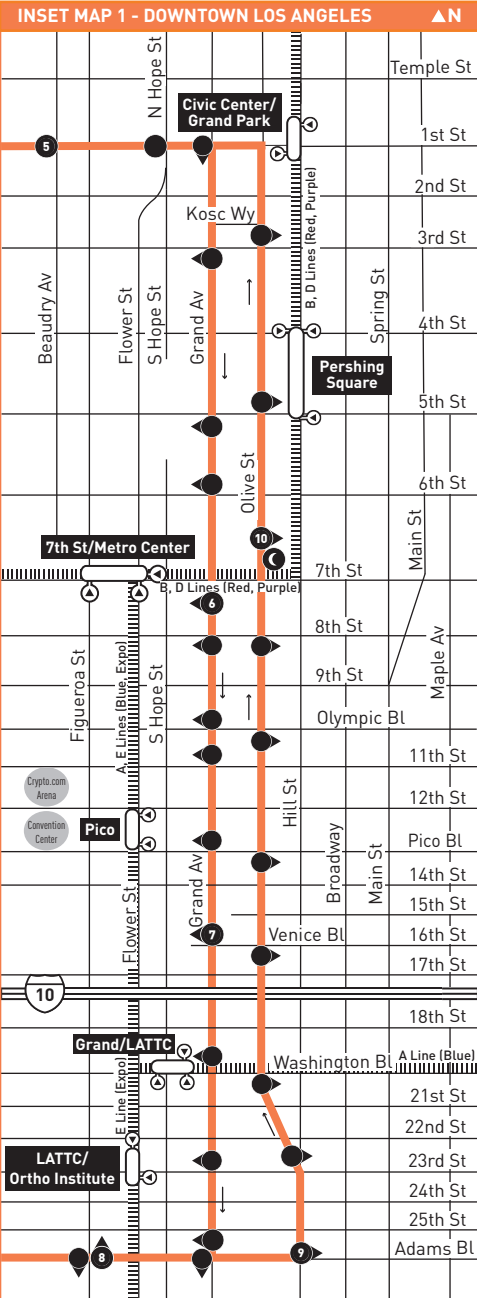 INSET MAP 1 - DOWNTOWN LOS ANGELES
N
Temple St
N Hope St
Civic Center/
Grand Park
1st St
5
2nd St
Kosc Wy
3rd St
B, D Lines (Red, Purple)
Beaudry Av
Flower St
S Hope St
Grand Av
Spring St
4th St
Pershing
Square
5th St
Olive St
6th St
Main St
10
7th St/Metro Center
7th St
B, D Lines (Red, Purple)
6
8th St
Maple Av
Figueroa St
A, E Lines (Blue, Expo)
S Hope St
9th St
Olympic Bl
11th St
Crypto.com
Arena
Hill St
12th St
Convention
Center
Pico
Pico Bl
Broadway
Main St
14th St
Grand Av
15th St
Flower St
7
Venice Bl
16th St
17th St
10
18th St
Grand/LATTC
Washington Bl
A Line (Blue)
E Line (Expo)
21st St
22nd St
LATTC/
Ortho Institute
23rd St
24th St
25th St
8
9
Adams Bl